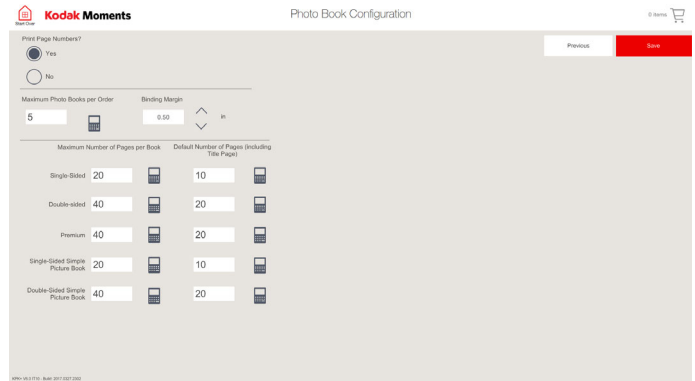 Kodak Moments
Photo Book Configuration
0 items
Start Over
Print Page Numbers?
Previous
Save
Yes
No
Maximum Photo Books per Order
Binding Margin
5
0.50
in
Maximum Number of Pages per Book
Default Number of Pages (Including
Title Page)
Single-Sided 20 10
Double-sided 40 20
Premium 40 20
Single-Sided Simple
Picture Book 20 10
Double-Sided Simple
Picture Book 40 20